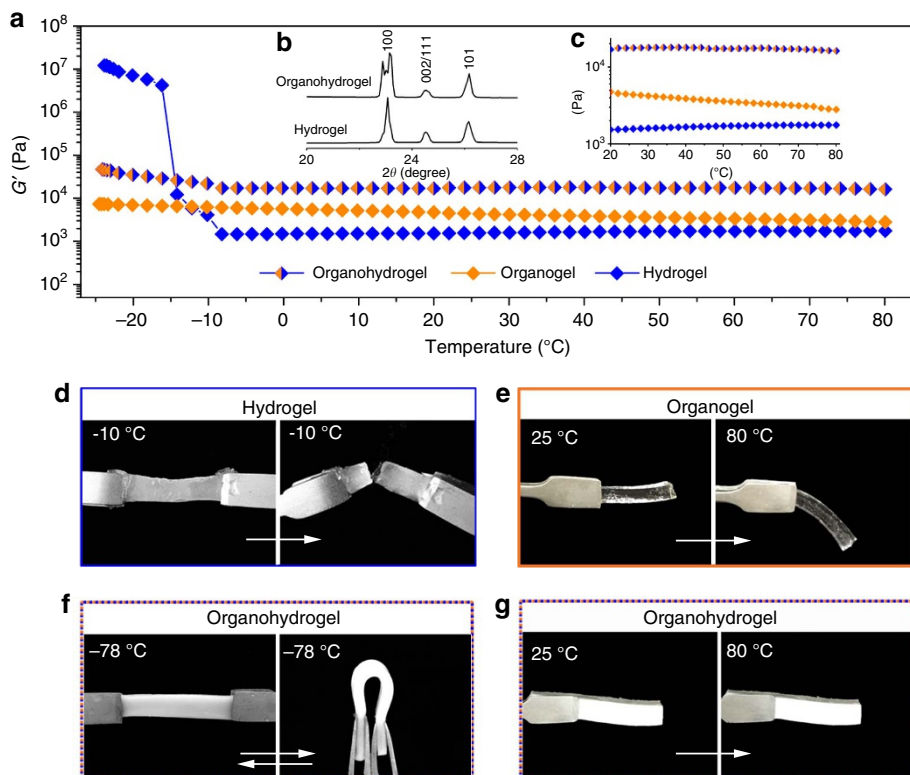 a
G′ (Pa)
10⁸
10⁷
10⁶
10⁵
10⁴
10³
10²
–20
–10
0
10
20
30
40
50
60
70
80
Temperature (°C)
Organohydrogel
Organogel
Hydrogel
b
100
002/111
101
Organohydrogel
Hydrogel
20
24
26
28
2θ (degree)
c
(Pa)
10⁴
10³
20
30
40
50
60
70
80
(°C)
d
Hydrogel
-10 °C
-10 °C
e
Organogel
25 °C
80 °C
f
Organohydrogel
–78 °C
–78 °C
g
Organohydrogel
25 °C
80 °C